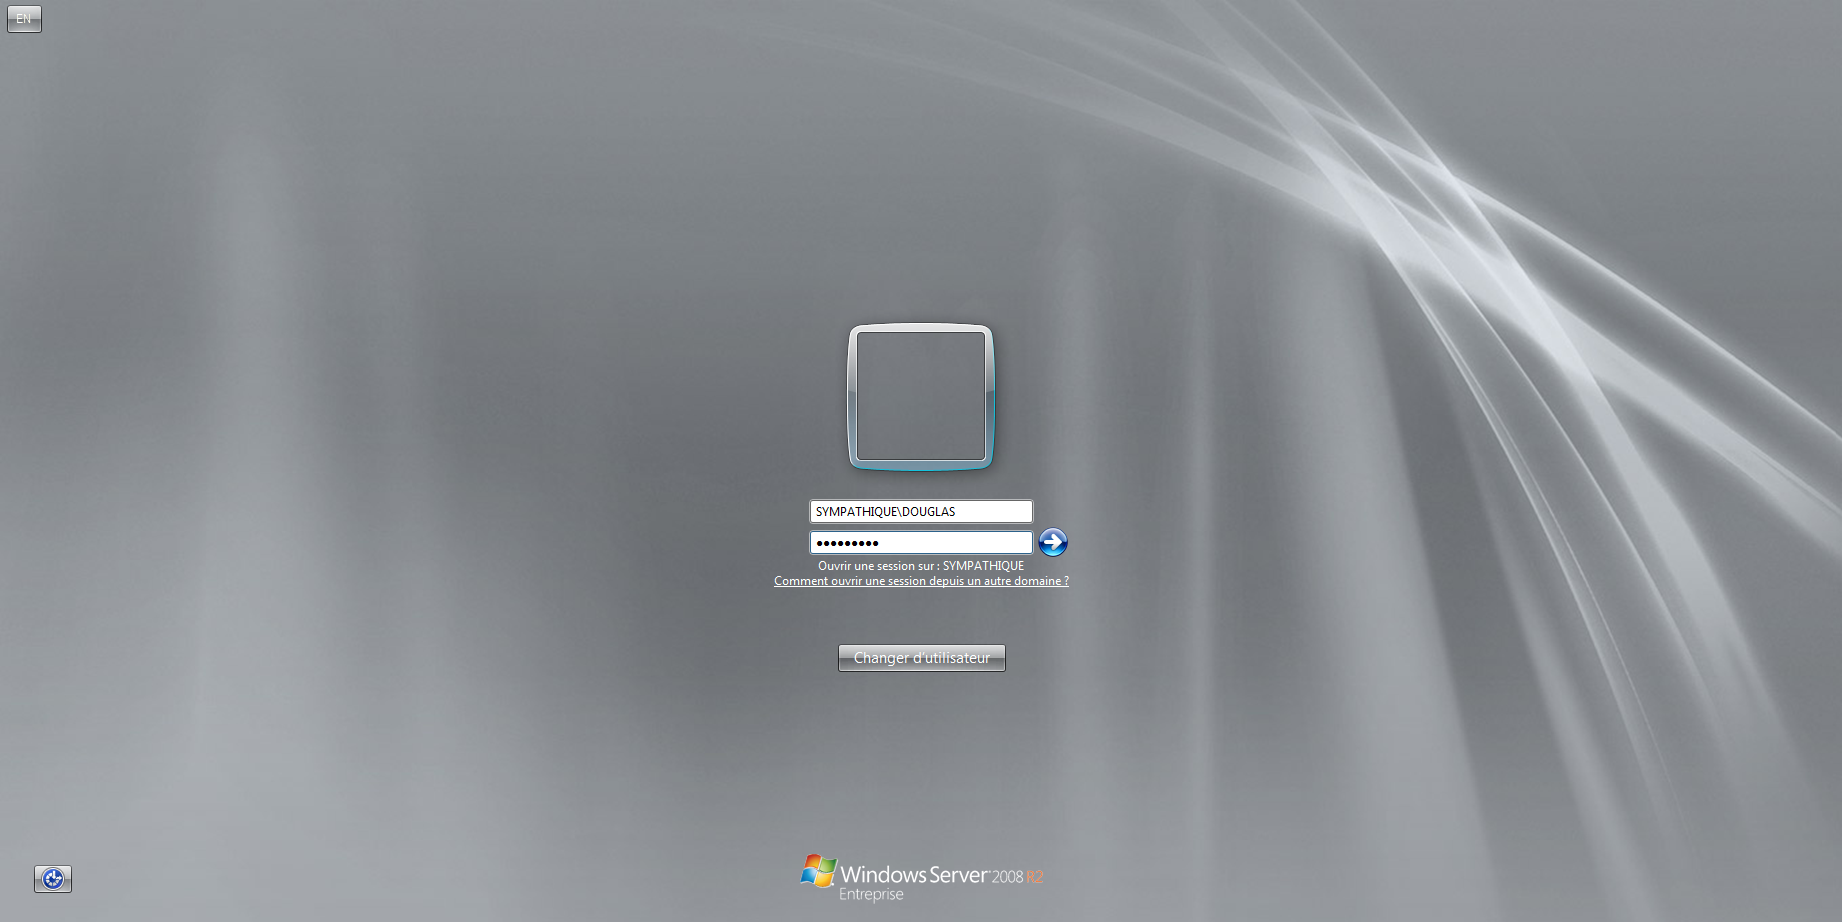 EN
SYMPATHIQUE\DOUGLAS
●●●●●●●●●
Ouvrir une session sur : SYMPATHIQUE
Comment ouvrir une session depuis un autre domaine ?
Changer d'utilisateur
Windows Server 2008 R2
Entreprise